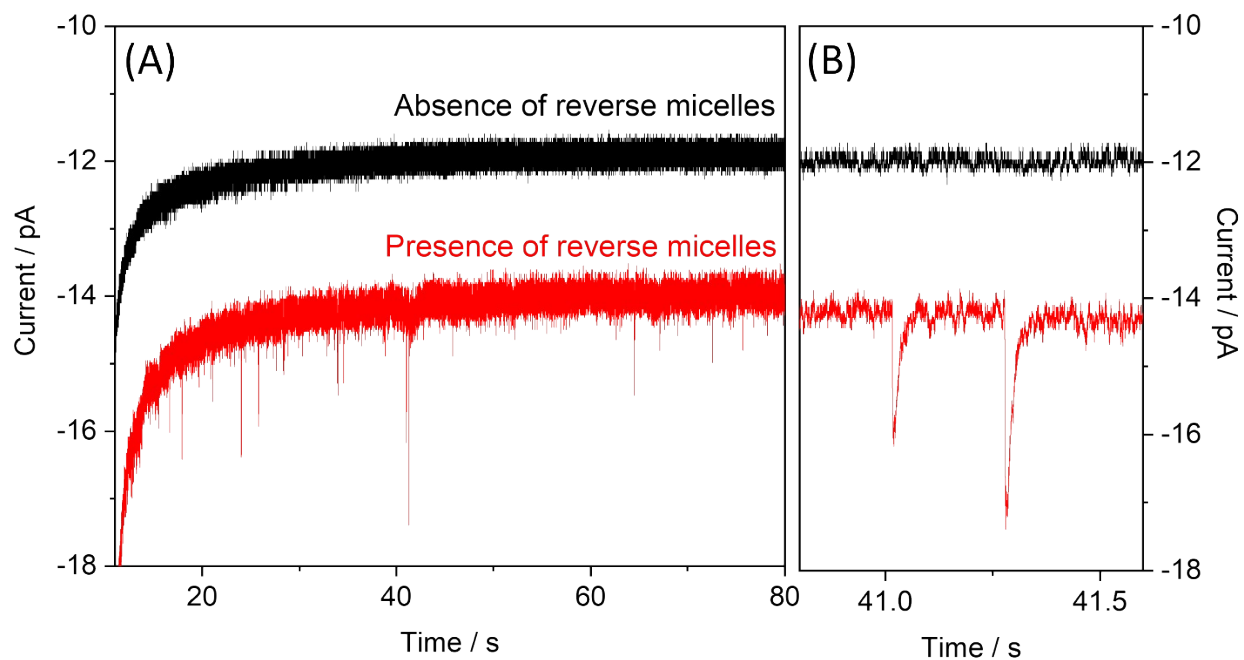 (A)
(B)
Absence of reverse micelles
Presence of reverse micelles
Current / pA
-10
-12
-14
-16
-18
20
40
60
80
Time / s
-10
-12
-14
-16
-18
Current / pA
41.0
41.5
Time / s